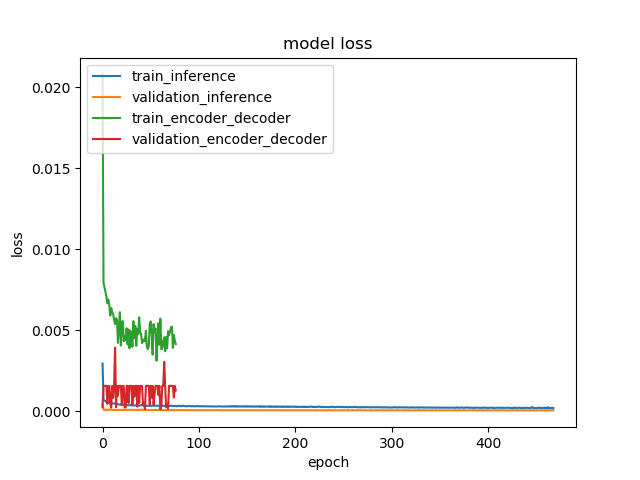 model loss
train_inference
validation_inference
train_encoder_decoder
validation_encoder_decoder
loss
0.020
0.015
0.010
0.005
0.000
0 100 200 300 400
epoch